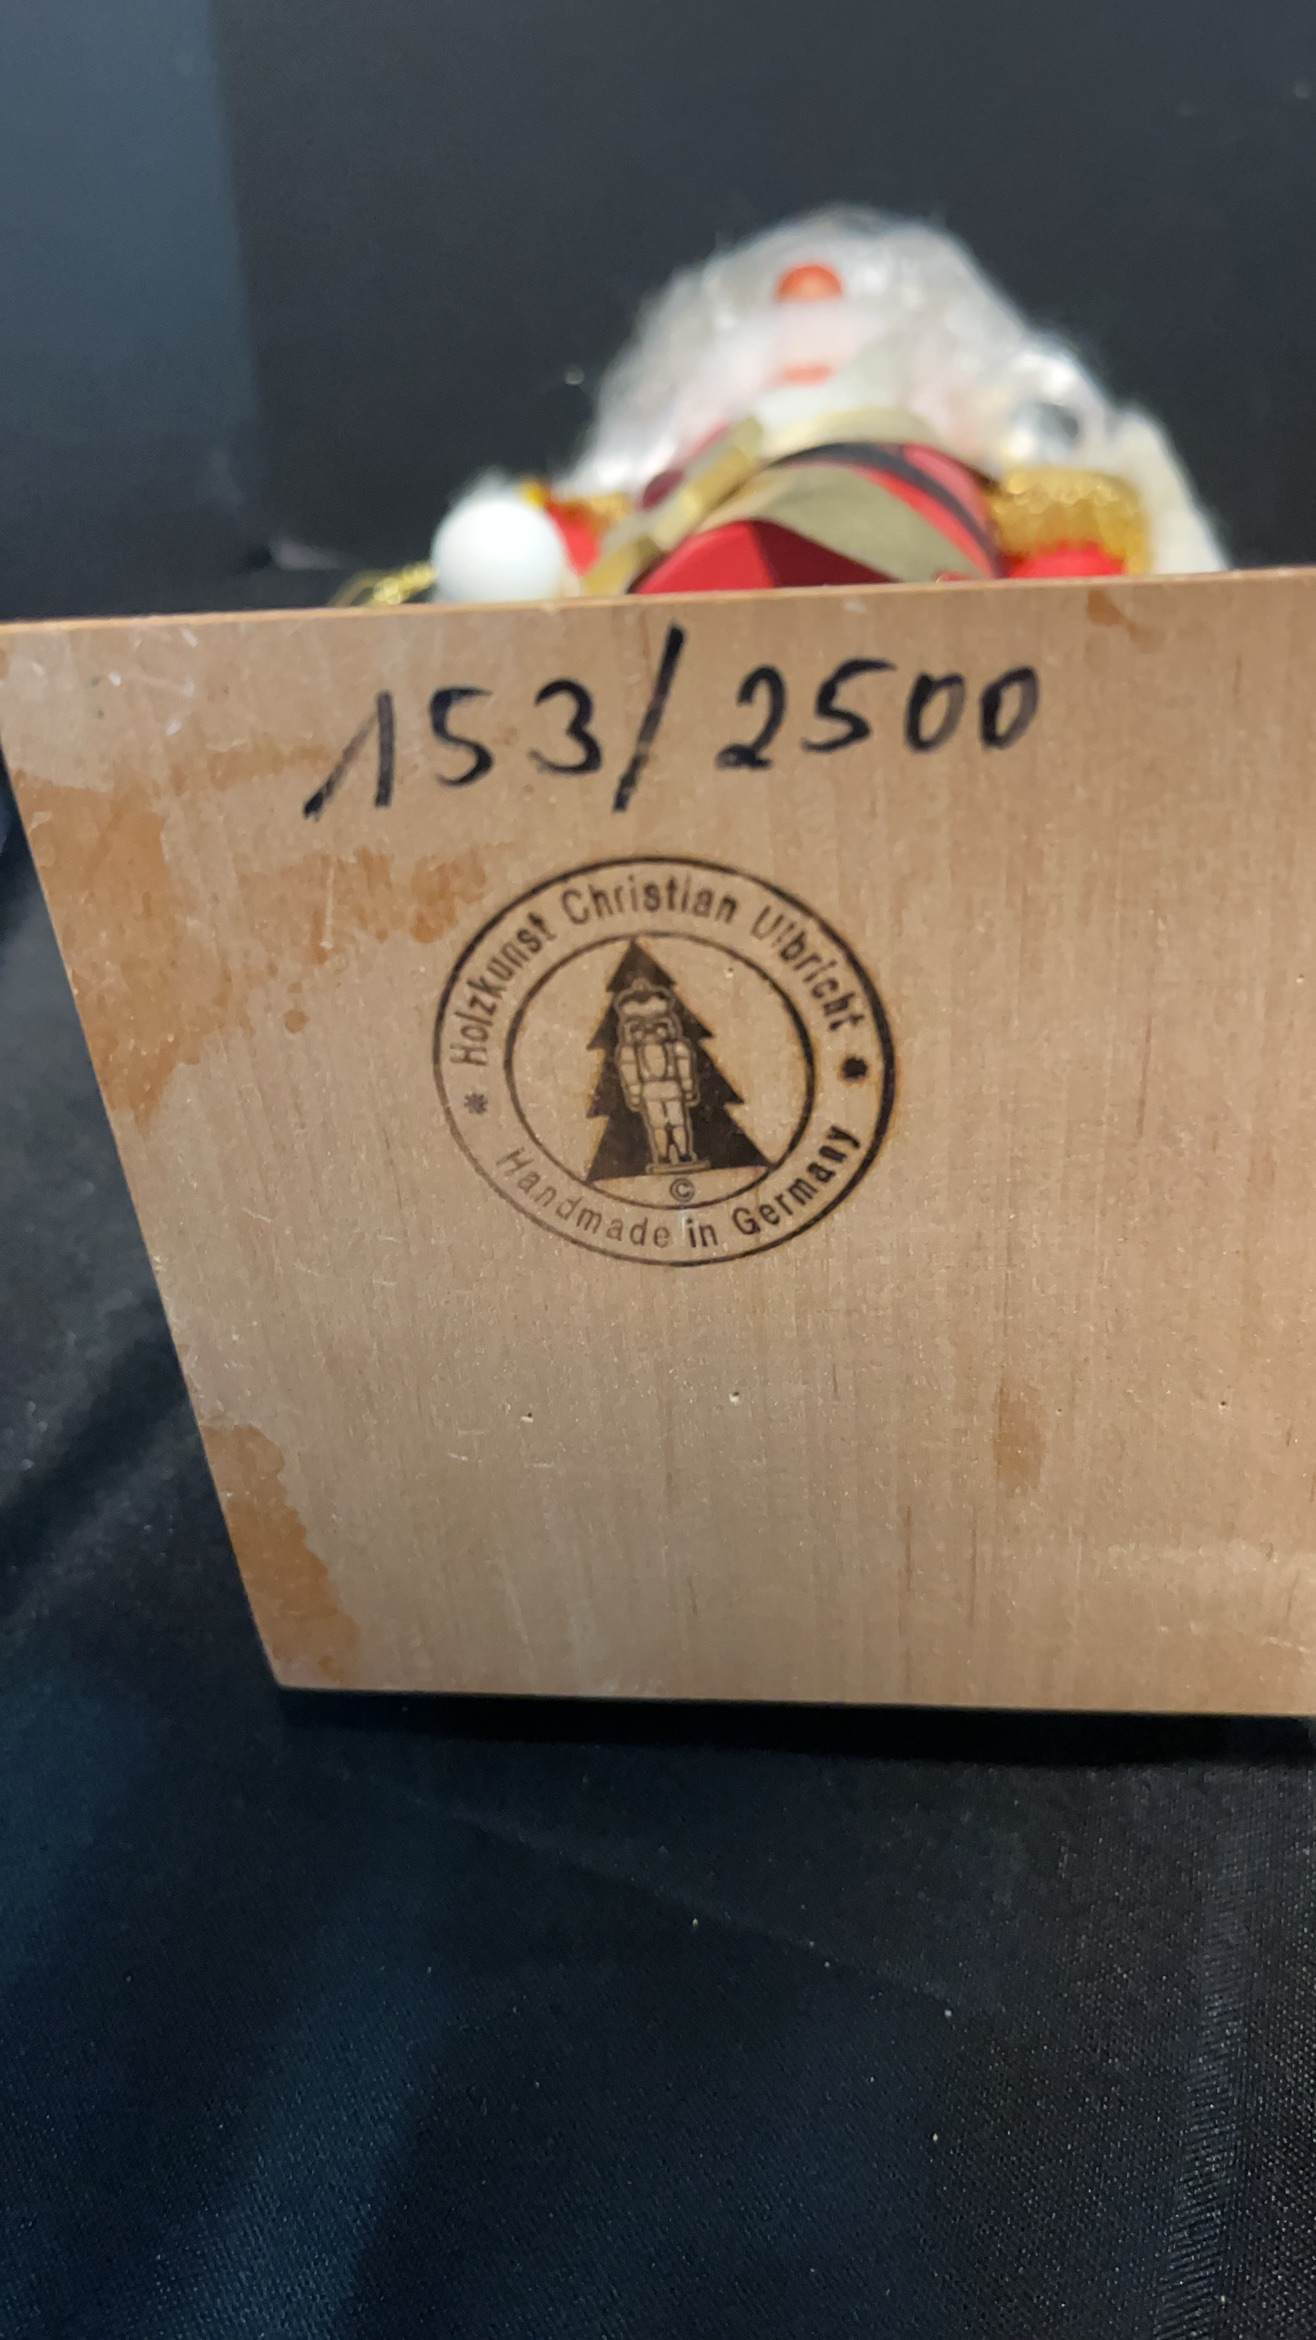 153/2500
Holzkunst Christian Ulbricht
©
Handmade in Germany